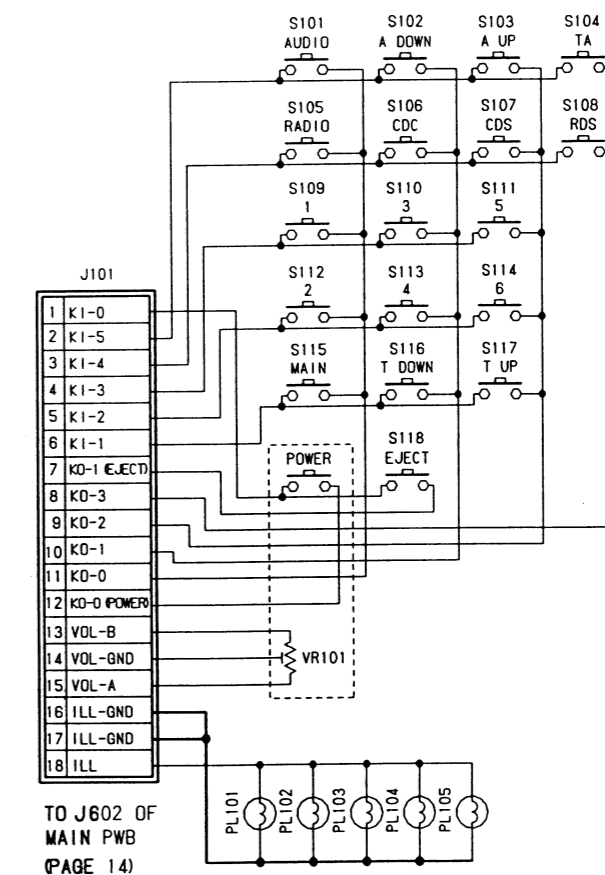 S101 S102 S103 S104
AUDIO A DOWN A UP TA
S105 S106 S107 S108
RADIO CDC CDS RDS
S109 S110 S111
1 3 5
S112 S113 S114
2 4 6
S115 S116 S117
MAIN T DOWN T UP
POWER S118
EJECT
J101
1 KI-0
2 KI-5
3 KI-4
4 KI-3
5 KI-2
6 KI-1
7 KO-1 (EJECT)
8 KO-3
9 KO-2
10 KO-1
11 KO-0
12 KO-0 (POWER)
13 VOL-B
14 VOL-GND
15 VOL-A
16 ILL-GND
17 ILL-GND
18 ILL
VR101
PL101 PL102 PL103 PL104 PL105
TO J602 OF
MAIN PWB
(PAGE 14)